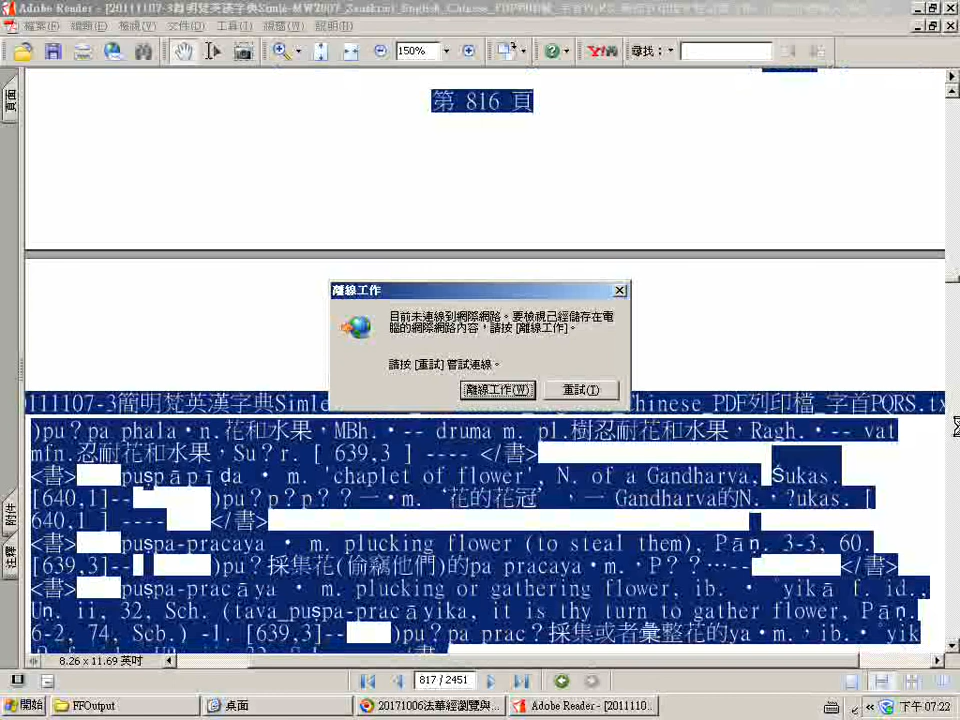 Adobe Reader - [20111107-3簡明梵英漢字典Simle-MW2007_Sanskrit_English_Chinese_PDF列印檔_字首PQRS.
檔案(F) 編輯(E) 檢視(V) 文件(D) 工具(T) 視窗(W) 說明(H)
150% Y! 尋找：
頁面
第 816 頁
離線工作
目前未連線到網際網路。要檢視已經儲存在電
腦的網際網路內容，請按 [離線工作]。
請按 [重試] 嘗試連線。
離線工作(W) 重試(T)
111107-3簡明梵英漢字典Simle Chinese_PDF列印檔_字首PQRS.tx
)pu?pa phala‧n.花和水果，MBh.‧-- druma m. pl.樹忍耐花和水果，Ragh.‧-- vat
mfn.忍耐花和水果，Su?r. [ 639,3 ] ---- </書>
<書> puṣpāpīḍa ‧ m. 'chaplet of flower', N. of a Gandharva, Śukas.
[640,1]-- )pu?p?p??一‧m.‘花的花冠’，一 Gandharva的N.，?ukas. [
640,1 ] ---- </書>
<書> puṣpa-pracaya ‧ m. plucking flower (to steal them), Pāṇ. 3-3, 60.
[639,3]-- )pu?採集花(偷竊他們)的pa pracaya‧m.，P??…-- </書>
<書> puṣpa-pracāya ‧ m. plucking or gathering flower, ib. ‧ °yikā f. id.,
Uṇ. ii, 32, Sch. (tava_puṣpa-pracāyika, it is thy turn to gather flower, Pāṇ.
6-2, 74, Scb.) -1. [639,3]-- )pu?pa prac?採集或者彙整花的ya‧m.，ib.‧°yik
附件
註釋
8.26 x 11.69 英吋
817 / 2451
開始 FFOutput 桌面 20171006法華經瀏覽與... Adobe Reader - [2011110... 下午 07:22